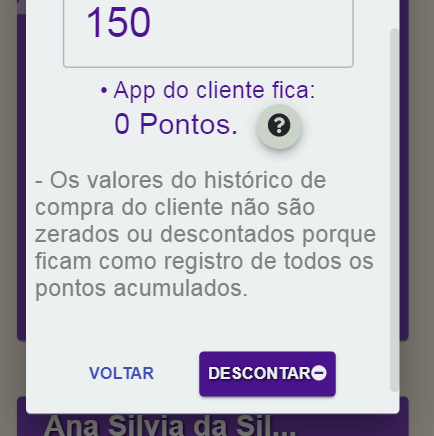 150
• App do cliente fica:
0 Pontos. ?
- Os valores do histórico de
compra do cliente não são
zerados ou descontados porque
ficam como registro de todos os
pontos acumulados.
VOLTAR DESCONTAR
Ana Silvia da Sil...